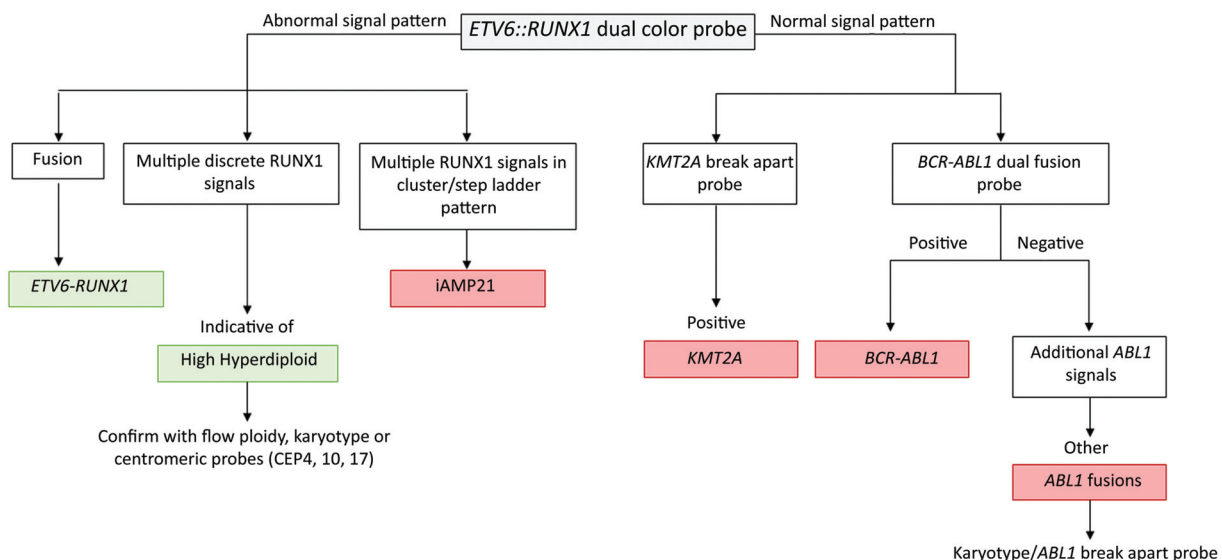 Abnormal signal pattern
ETV6::RUNX1 dual color probe
Normal signal pattern
Fusion
Multiple discrete RUNX1
signals
Multiple RUNX1 signals in
cluster/step ladder
pattern
KMT2A break apart
probe
BCR-ABL1 dual fusion
probe
Positive
Negative
ETV6-RUNX1
iAMP21
Indicative of
High Hyperdiploid
Positive
KMT2A
BCR-ABL1
Additional ABL1
signals
Confirm with flow ploidy, karyotype or
centromeric probes (CEP4, 10, 17)
Other
ABL1 fusions
Karyotype/ABL1 break apart probe